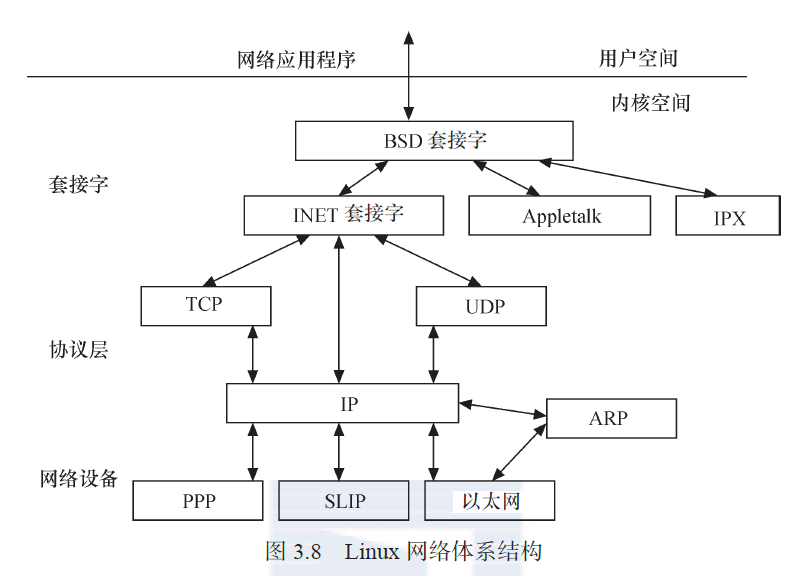 网络应用程序 用户空间
内核空间
BSD 套接字
套接字
INET 套接字 Appletalk IPX
TCP UDP
协议层
IP
ARP
网络设备
PPP SLIP 以太网
图 3.8 Linux 网络体系结构